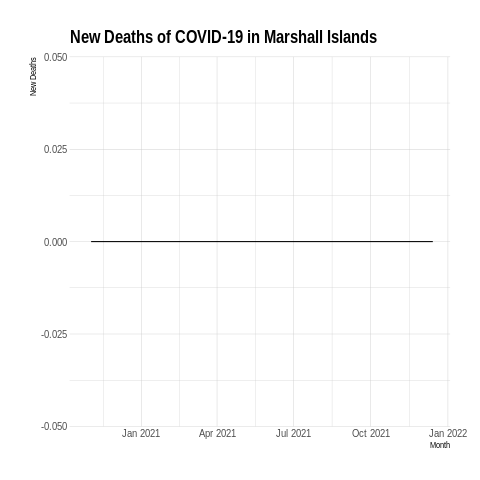 New Deaths of COVID-19 in Marshall Islands
New Deaths
0.050
0.025
0.000
-0.025
-0.050
Jan 2021 Apr 2021 Jul 2021 Oct 2021 Jan 2022
Month